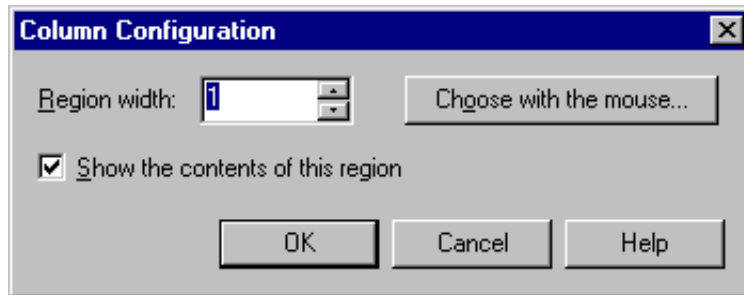 Column Configuration
Region width: 1 Choose with the mouse...
Show the contents of this region
OK Cancel Help